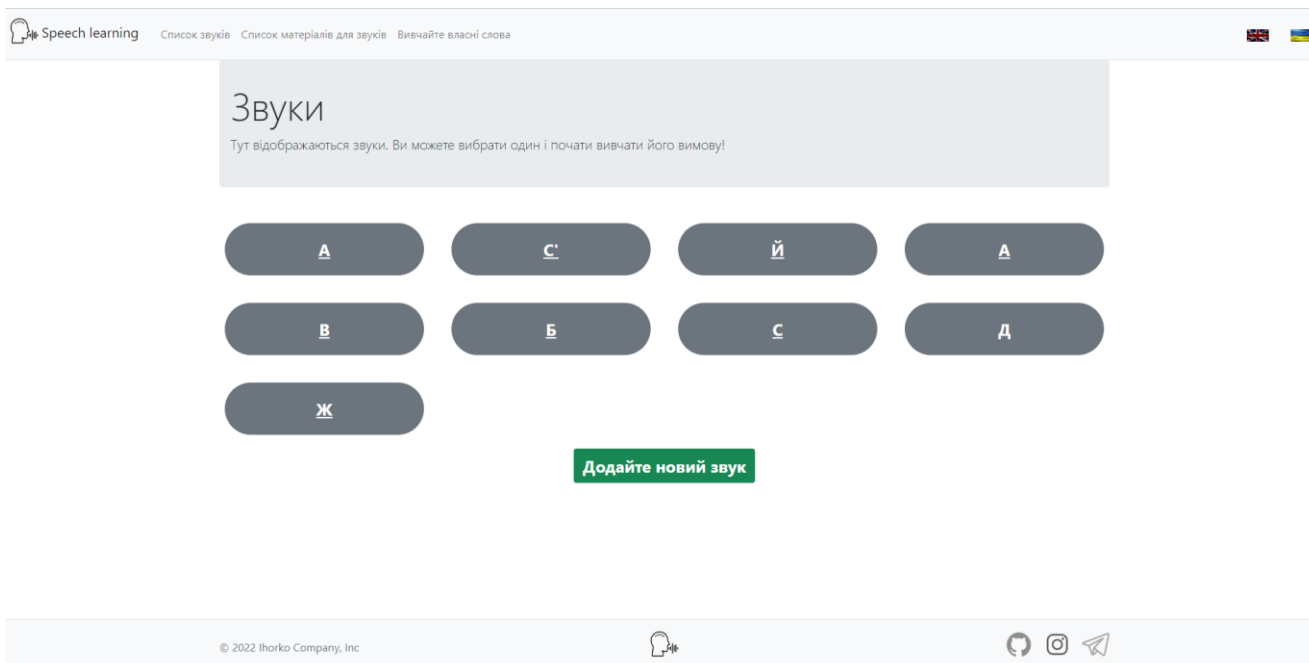 Speech learning Список звуків Список матеріалів для звуків Вивчайте власні слова
Звуки
Тут відображаються звуки. Ви можете вибрати один і почати вивчати його вимову!
А С' Й А
В Б С Д
Ж
Додайте новий звук
© 2022 Ihorko Company, Inc